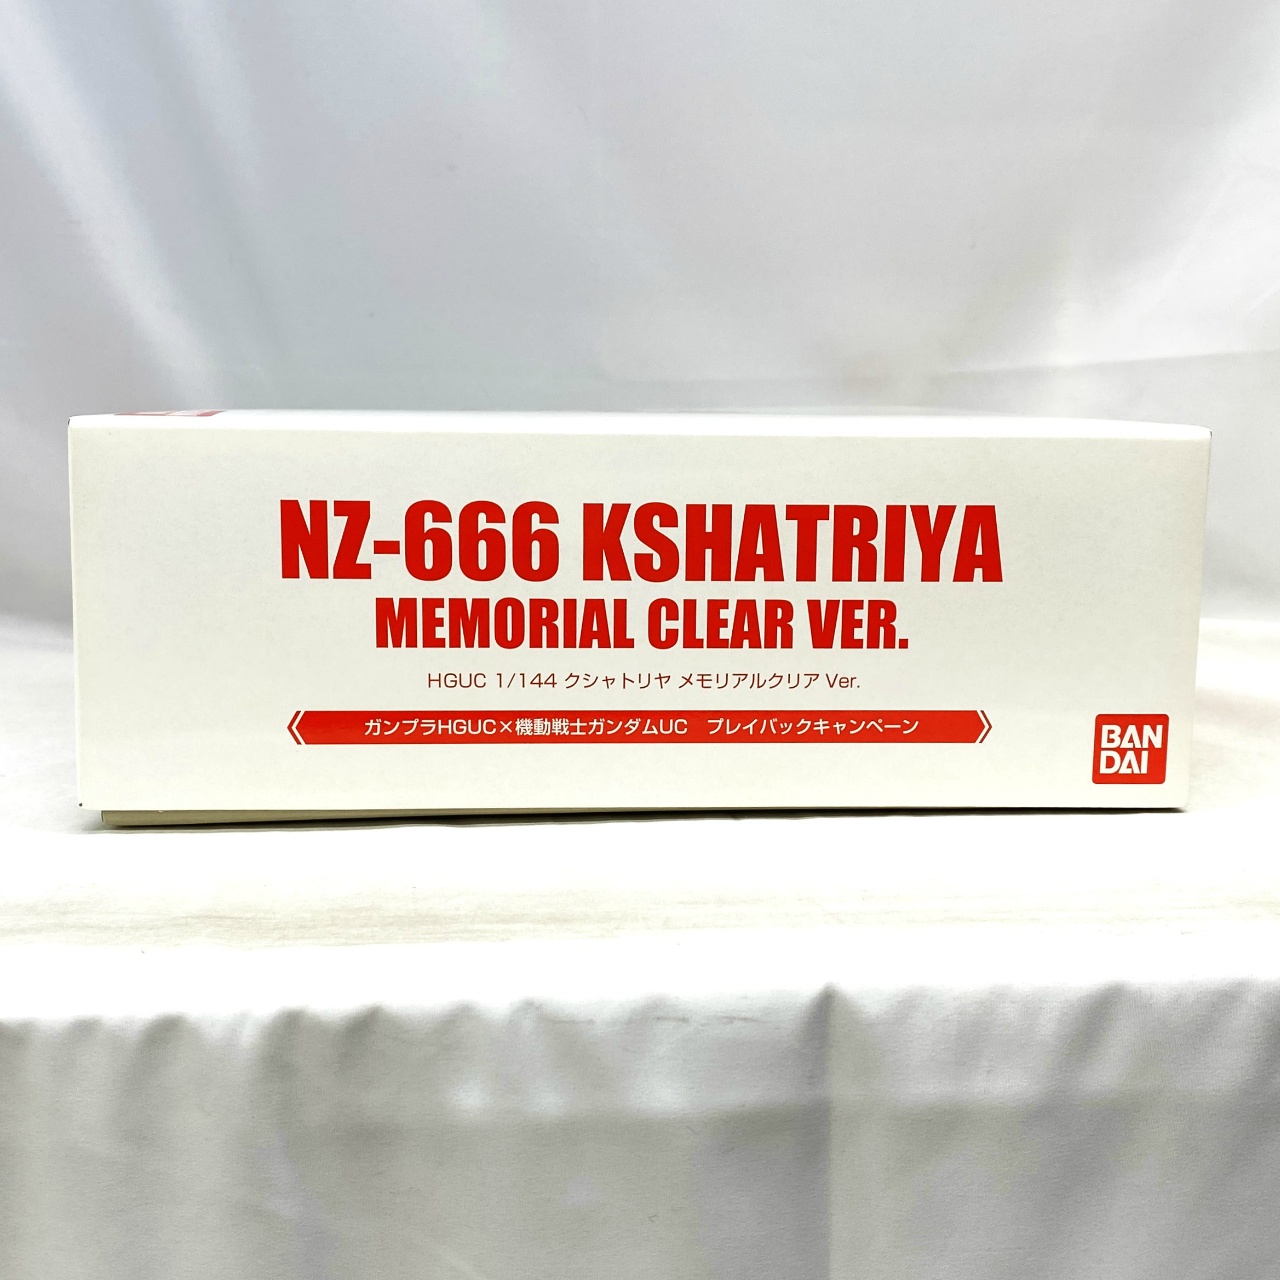 NZ-666 KSHATRIYA
MEMORIAL CLEAR VER.
HGUC 1/144 クシャトリヤ メモリアルクリア Ver.
ガンプラHGUC×機動戦士ガンダムUC　プレイバックキャンペーン
BAN
DAI